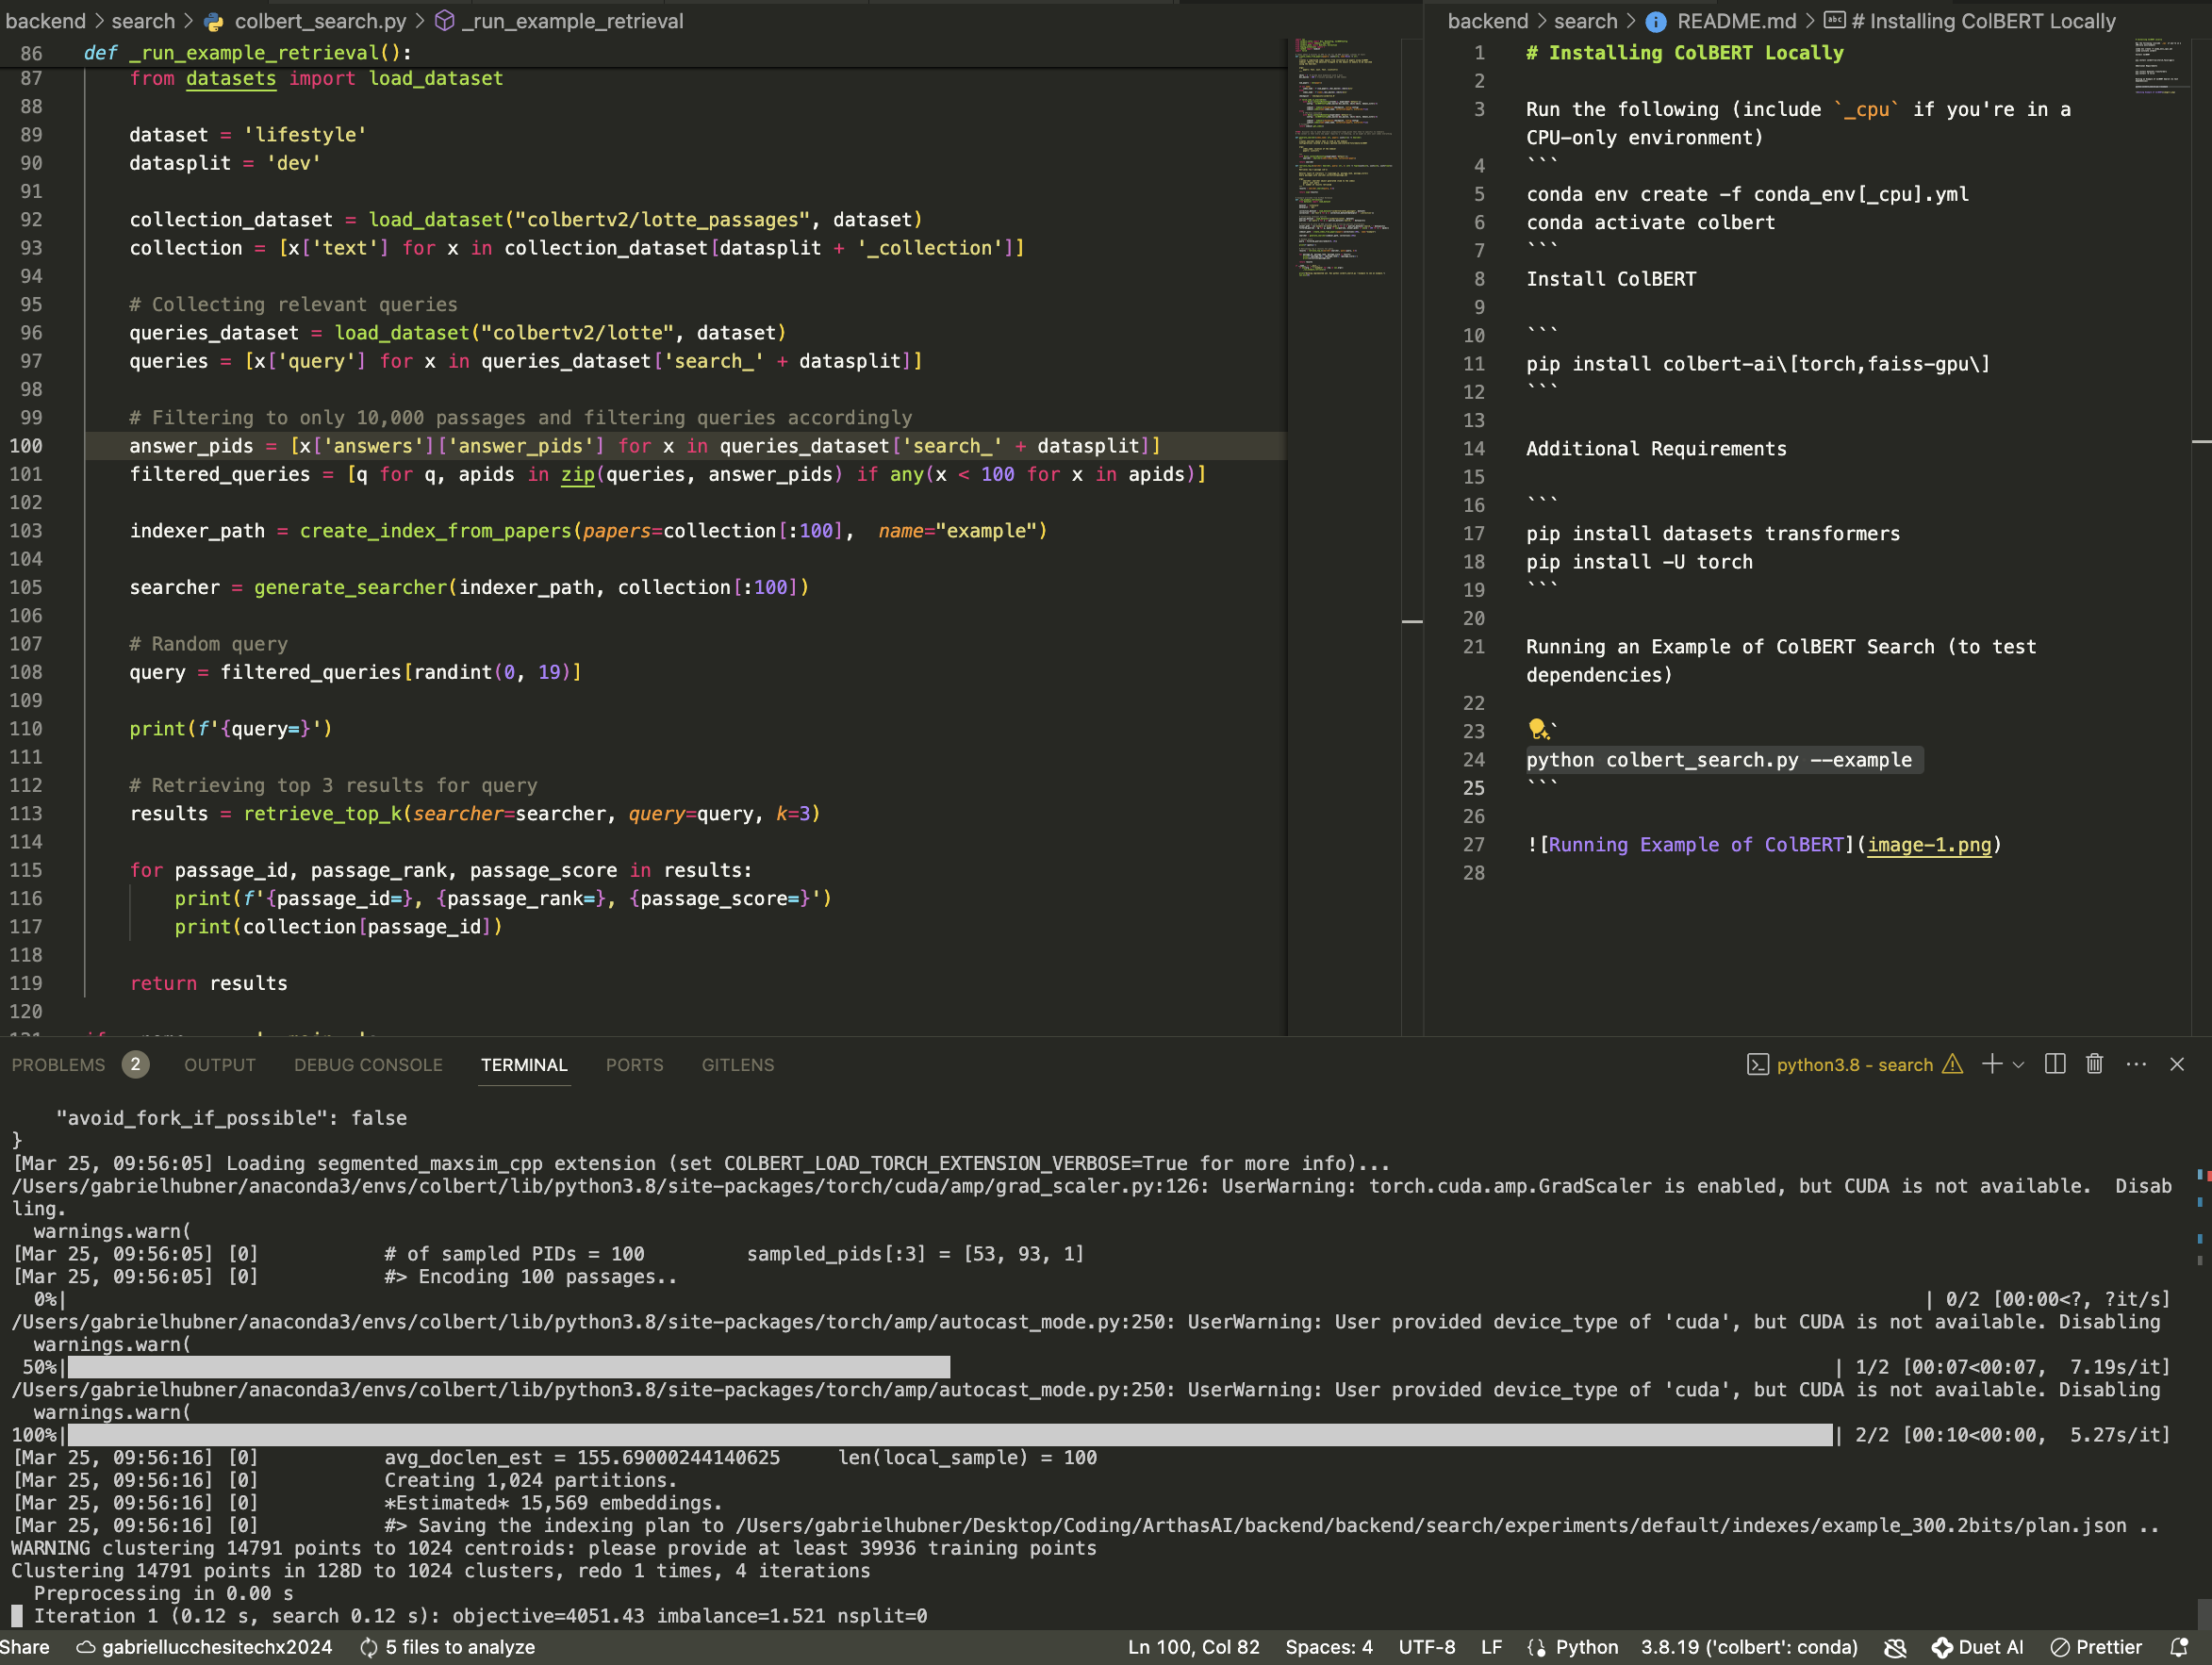 backend > search > colbert_search.py > _run_example_retrieval
86 def _run_example_retrieval():
87 from datasets import load_dataset
88
89 dataset = 'lifestyle'
90 datasplit = 'dev'
91
92 collection_dataset = load_dataset("colbertv2/lotte_passages", dataset)
93 collection = [x['text'] for x in collection_dataset[datasplit + '_collection']]
94
95 # Collecting relevant queries
96 queries_dataset = load_dataset("colbertv2/lotte", dataset)
97 queries = [x['query'] for x in queries_dataset['search_' + datasplit]]
98
99 # Filtering to only 10,000 passages and filtering queries accordingly
100 answer_pids = [x['answers']['answer_pids'] for x in queries_dataset['search_' + datasplit]]
101 filtered_queries = [q for q, apids in zip(queries, answer_pids) if any(x < 100 for x in apids)]
102
103 indexer_path = create_index_from_papers(papers=collection[:100],  name="example")
104
105 searcher = generate_searcher(indexer_path, collection[:100])
106
107 # Random query
108 query = filtered_queries[randint(0, 19)]
109
110 print(f'{query=}')
111
112 # Retrieving top 3 results for query
113 results = retrieve_top_k(searcher=searcher, query=query, k=3)
114
115 for passage_id, passage_rank, passage_score in results:
116 print(f'{passage_id=}, {passage_rank=}, {passage_score=}')
117 print(collection[passage_id])
118
119 return results
120
backend > search > README.md > # Installing ColBERT Locally
1 # Installing ColBERT Locally
2
3 Run the following (include `_cpu` if you're in a
CPU-only environment)
4 ```
5 conda env create -f conda_env[_cpu].yml
6 conda activate colbert
7 ```
8 Install ColBERT
9
10 ```
11 pip install colbert-ai\[torch,faiss-gpu\]
12 ```
13
14 Additional Requirements
15
16 ```
17 pip install datasets transformers
18 pip install -U torch
19 ```
20
21 Running an Example of ColBERT Search (to test
dependencies)
22
23 `
24 python colbert_search.py --example
25 ```
26
27 ![Running Example of ColBERT](image-1.png)
28
PROBLEMS 2 OUTPUT DEBUG CONSOLE TERMINAL PORTS GITLENS python3.8 - search
"avoid_fork_if_possible": false
}
[Mar 25, 09:56:05] Loading segmented_maxsim_cpp extension (set COLBERT_LOAD_TORCH_EXTENSION_VERBOSE=True for more info)...
/Users/gabrielhubner/anaconda3/envs/colbert/lib/python3.8/site-packages/torch/cuda/amp/grad_scaler.py:126: UserWarning: torch.cuda.amp.GradScaler is enabled, but CUDA is not available.  Disab
ling.
warnings.warn(
[Mar 25, 09:56:05] [0] # of sampled PIDs = 100 sampled_pids[:3] = [53, 93, 1]
[Mar 25, 09:56:05] [0] #> Encoding 100 passages..
0%| | 0/2 [00:00<?, ?it/s]
/Users/gabrielhubner/anaconda3/envs/colbert/lib/python3.8/site-packages/torch/amp/autocast_mode.py:250: UserWarning: User provided device_type of 'cuda', but CUDA is not available. Disabling
warnings.warn(
50%| | 1/2 [00:07<00:07,  7.19s/it]
/Users/gabrielhubner/anaconda3/envs/colbert/lib/python3.8/site-packages/torch/amp/autocast_mode.py:250: UserWarning: User provided device_type of 'cuda', but CUDA is not available. Disabling
warnings.warn(
100%| | 2/2 [00:10<00:00,  5.27s/it]
[Mar 25, 09:56:16] [0] avg_doclen_est = 155.69000244140625 len(local_sample) = 100
[Mar 25, 09:56:16] [0] Creating 1,024 partitions.
[Mar 25, 09:56:16] [0] *Estimated* 15,569 embeddings.
[Mar 25, 09:56:16] [0] #> Saving the indexing plan to /Users/gabrielhubner/Desktop/Coding/ArthasAI/backend/backend/search/experiments/default/indexes/example_300.2bits/plan.json ..
WARNING clustering 14791 points to 1024 centroids: please provide at least 39936 training points
Clustering 14791 points in 128D to 1024 clusters, redo 1 times, 4 iterations
Preprocessing in 0.00 s
Iteration 1 (0.12 s, search 0.12 s): objective=4051.43 imbalance=1.521 nsplit=0
Share gabriellucchesitechx2024 5 files to analyze Ln 100, Col 82 Spaces: 4 UTF-8 LF Python 3.8.19 ('colbert': conda) Duet AI Prettier